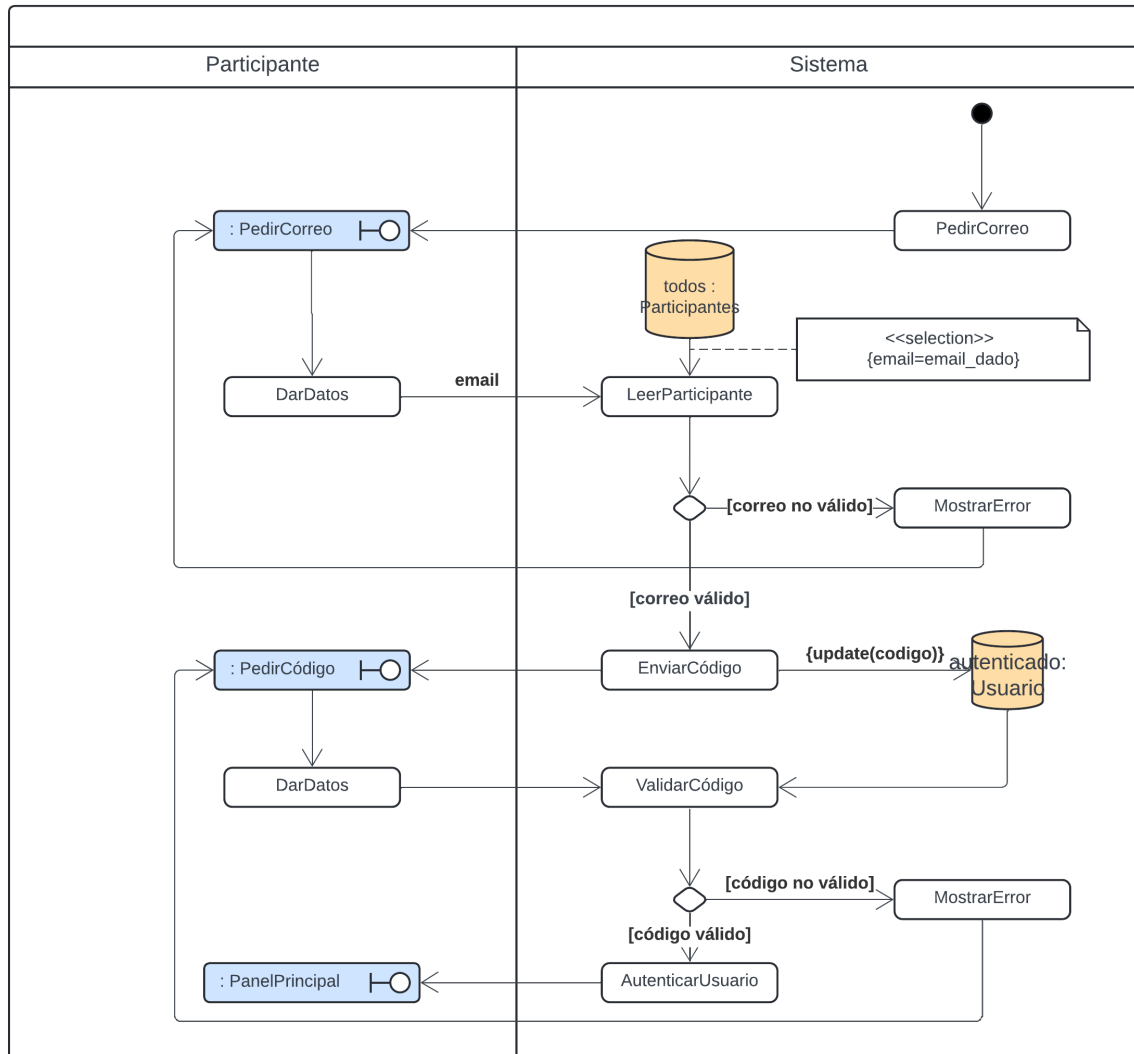 Participante
Sistema
: PedirCorreo
PedirCorreo
todos :
Participantes
<<selection>>
{email=email_dado}
DarDatos
email
LeerParticipante
[correo no válido]
MostrarError
[correo válido]
: PedirCódigo
EnviarCódigo
{update(codigo)}
autenticado:
Usuario
DarDatos
ValidarCódigo
[código no válido]
MostrarError
[código válido]
: PanelPrincipal
AutenticarUsuario